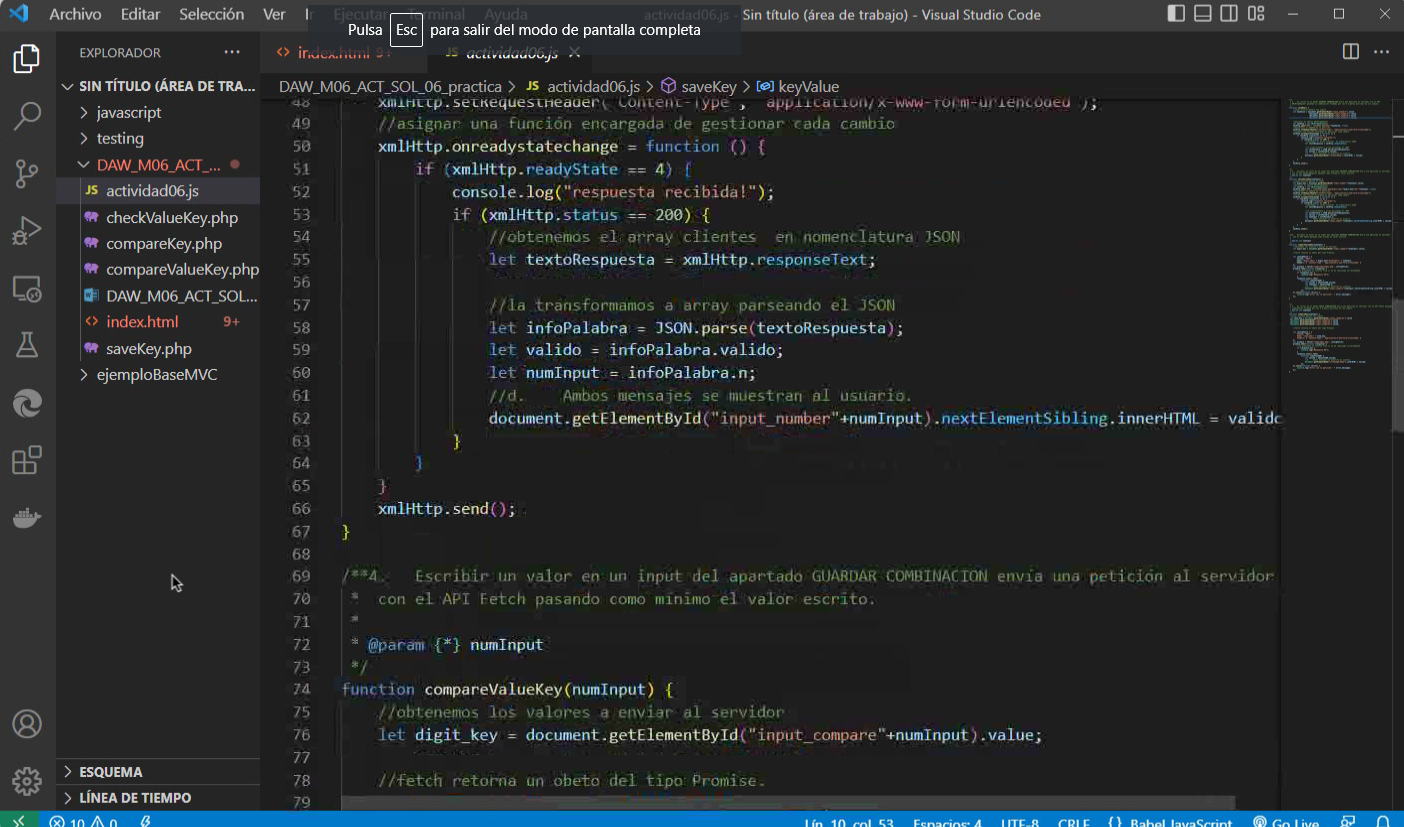 Archivo Editar Selección Ver Ir Ejecutar Terminal Ayuda actividad06.js - Sin título (área de trabajo) - Visual Studio Code
Pulsa Esc para salir del modo de pantalla completa
EXPLORADOR ···
index.html 9+
JS actividad06.js
SIN TÍTULO (ÁREA DE TRA...
javascript
testing
DAW_M06_ACT_...
JS actividad06.js
checkValueKey.php
compareKey.php
compareValueKey.php
DAW_M06_ACT_SOL...
index.html 9+
saveKey.php
ejemploBaseMVC
ESQUEMA
LÍNEA DE TIEMPO
DAW_M06_ACT_SOL_06_practica > JS actividad06.js > saveKey > keyValue
48 xmlHttp.setRequestHeader("Content-Type", "application/x-www-form-urlencoded");
49 //asignar una función encargada de gestionar cada cambio
50 xmlHttp.onreadystatechange = function () {
51 if (xmlHttp.readyState == 4) {
52 console.log("respuesta recibida!");
53 if (xmlHttp.status == 200) {
54 //obtenemos el array clientes en nomenclatura JSON
55 let textoRespuesta = xmlHttp.responseText;
56
57 //la transformamos a array parseando el JSON
58 let infoPalabra = JSON.parse(textoRespuesta);
59 let valido = infoPalabra.valido;
60 let numInput = infoPalabra.n;
61 //d. Ambos mensajes se muestran al usuario.
62 document.getElementById("input_number"+numInput).nextElementSibling.innerHTML = valido
63 }
64 }
65 }
66 xmlHttp.send();
67 }
68
69 /**4. Escribir un valor en un input del apartado GUARDAR COMBINACION envia una petición al servidor
70 * con el API Fetch pasando como mínimo el valor escrito.
71 *
72 * @param {*} numInput
73 */
74 function compareValueKey(numInput) {
75 //obtenemos los valores a enviar al servidor
76 let digit_key = document.getElementById("input_compare"+numInput).value;
77
78 //fetch retorna un obeto del tipo Promise.
79
10 0 Lín. 10, col. 53 Espacios: 4 UTF-8 CRLF {} Babel JavaScript Go Live